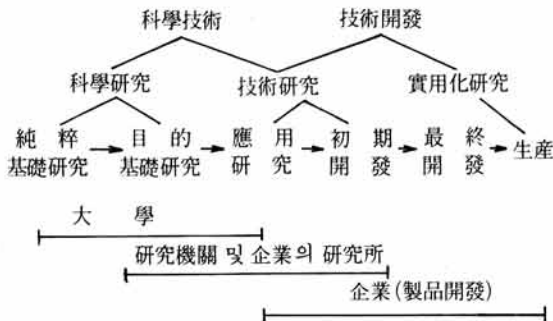 科學技術 技術開發
科學研究 技術研究 實用化研究
純粹 目的 應用 初期 最終
基礎研究 基礎研究 研究 開發 開發 生産
大學
研究機關 및 企業의 研究所
企業(製品開發)